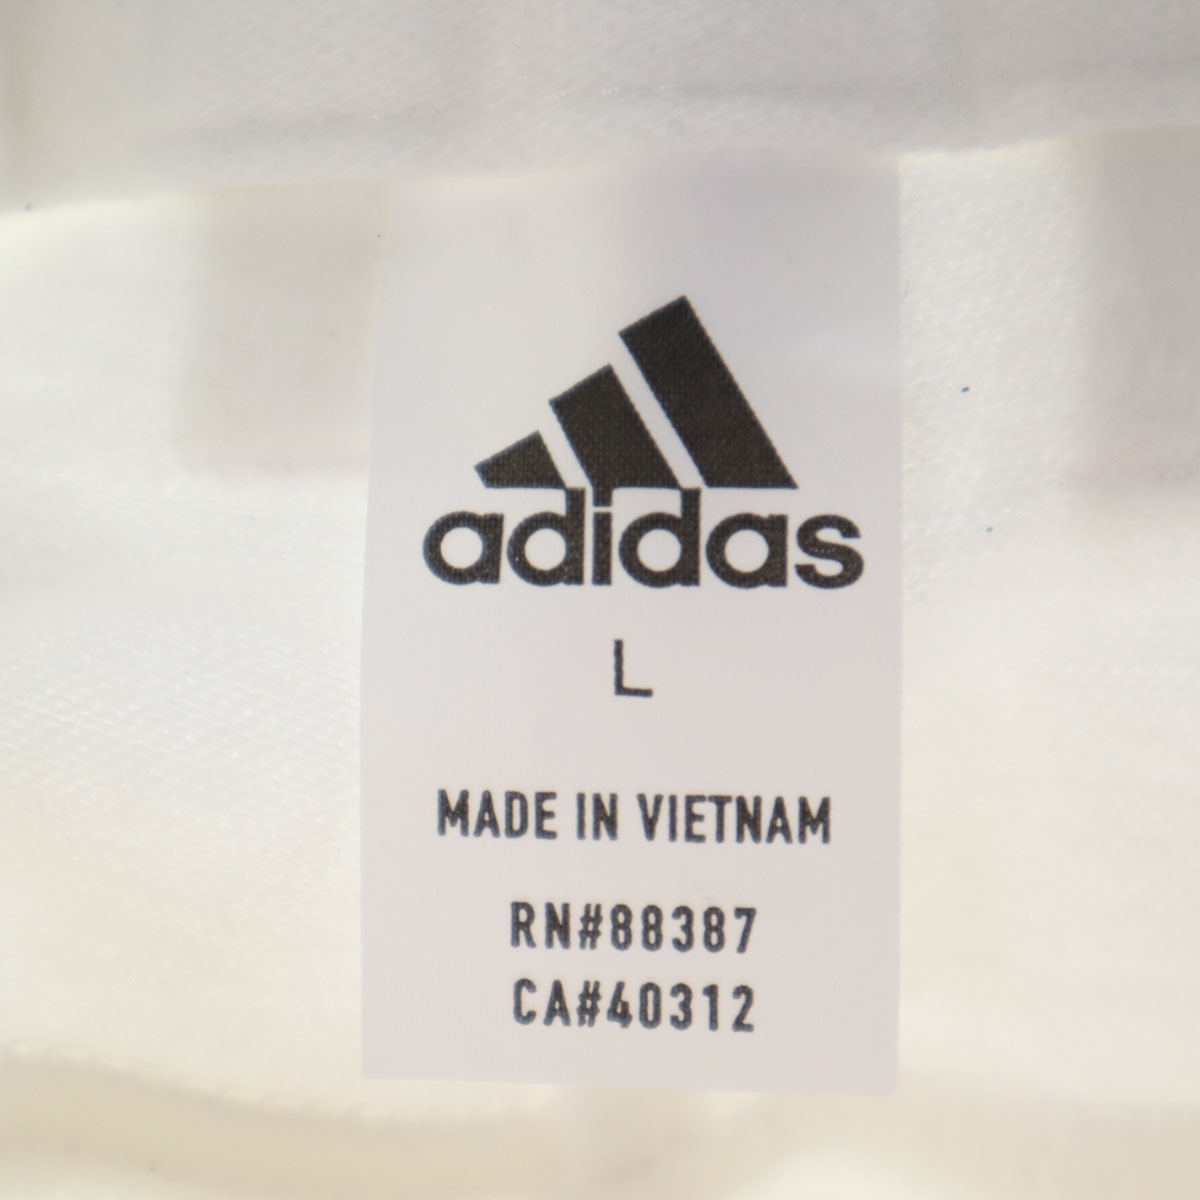 adidas
L
MADE IN VIETNAM
RN#88387
CA#40312